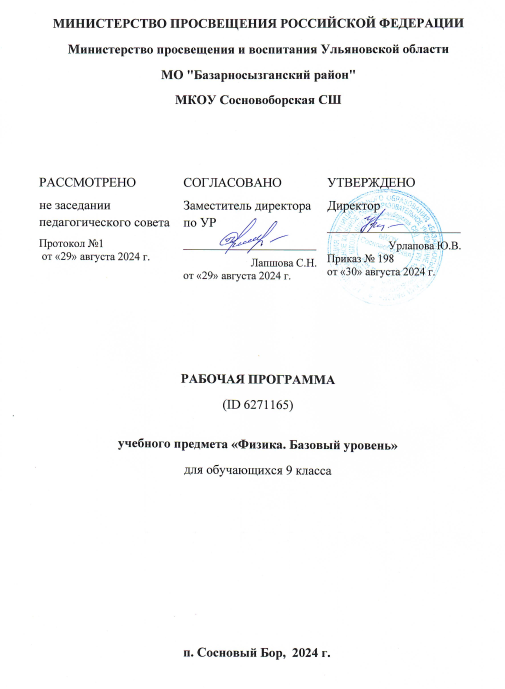 МИНИСТЕРСТВО ПРОСВЕЩЕНИЯ РОССИЙСКОЙ ФЕДЕРАЦИИ
Министерство просвещения и воспитания Ульяновской области
МО "Базарносызганский район"
МКОУ Сосновоборская СШ
РАССМОТРЕНО
не заседании
педагогического совета
Протокол №1
от «29» августа 2024 г.
СОГЛАСОВАНО
Заместитель директора
по УР
Лапшова С.Н.
от «29» августа 2024 г.
УТВЕРЖДЕНО
Директор
Урлапова Ю.В.
Приказ № 198
от «30» августа 2024 г.
РАБОЧАЯ ПРОГРАММА
(ID 6271165)
учебного предмета «Физика. Базовый уровень»
для обучающихся 9 класса
п. Сосновый Бор, 2024 г.